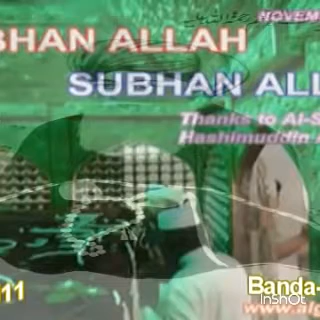 NOVEM
BHAN ALLAH
SUBHAN ALL
Thanks to Al-S
Hashimuddin A
11
Banda-
InShOt
www.alg